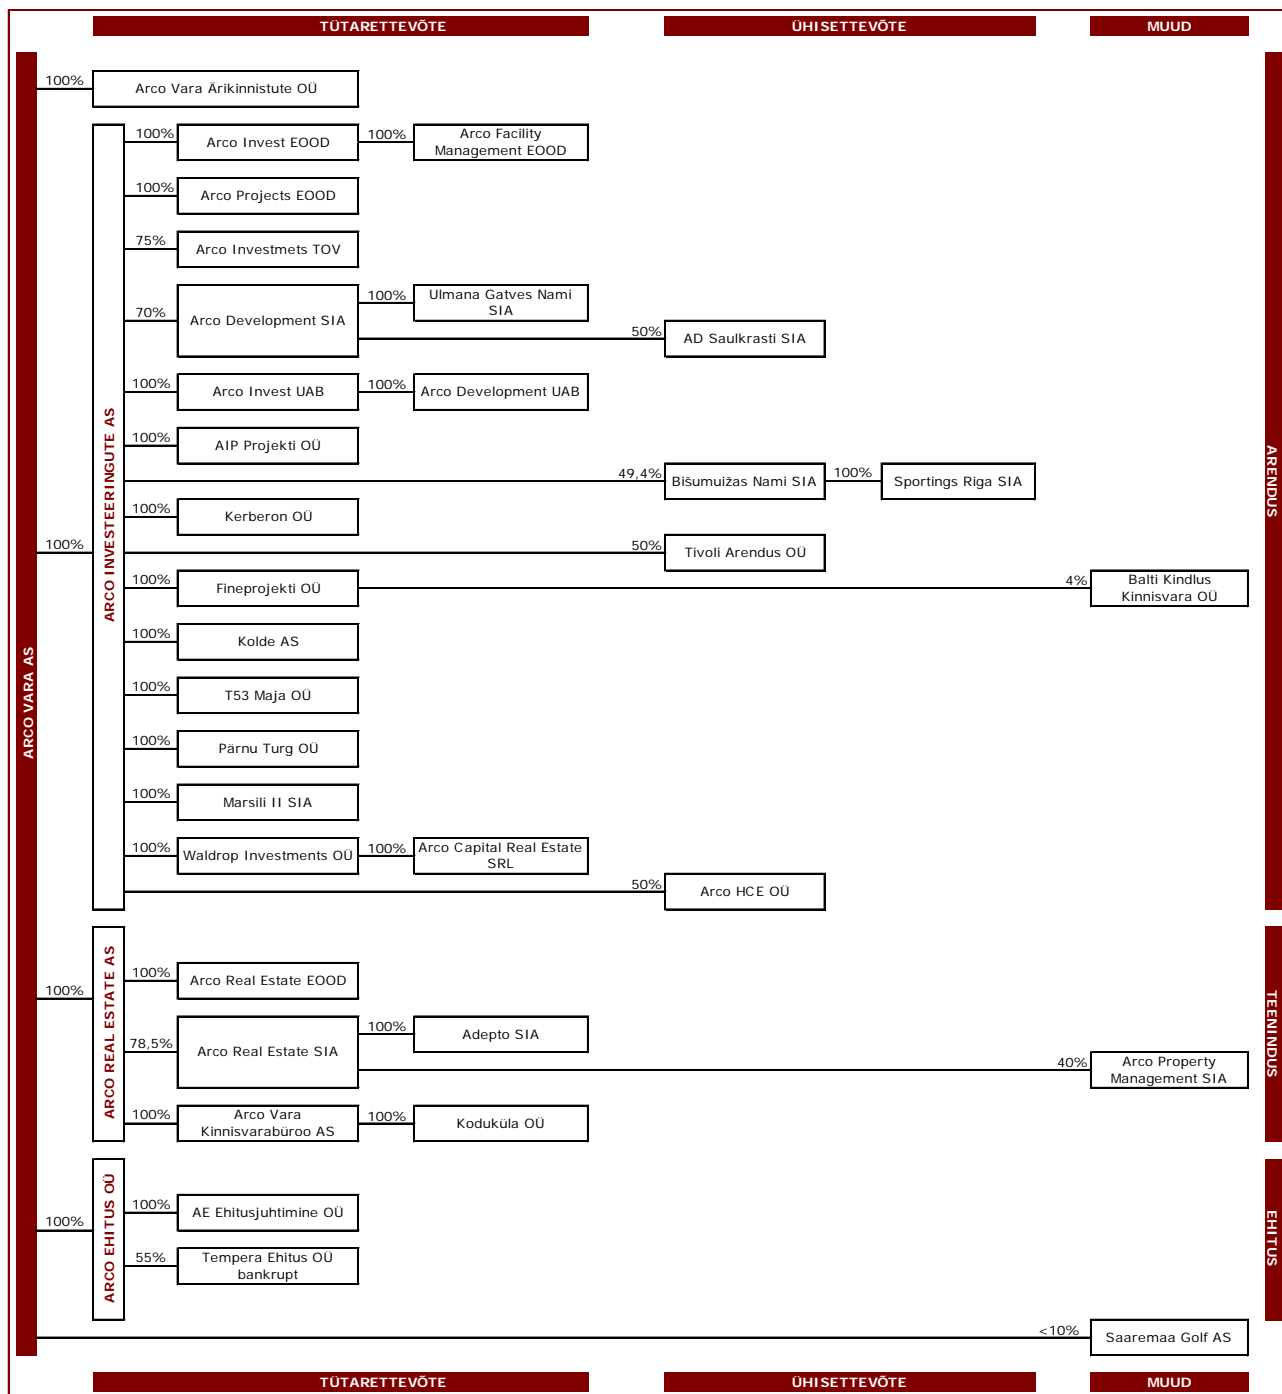 TÜTARETTEVÕTE
ÜHISETTEVÕTE
MUUD
ARCO VARA AS
100%
Arco Vara Ärikinnistute OÜ
100%
ARCO INVESTEERINGUTE AS
100%
Arco Invest EOOD
100%
Arco Facility
Management EOOD
100%
Arco Projects EOOD
75%
Arco Investmets TOV
70%
Arco Development SIA
100%
Ulmana Gatves Nami
SIA
50%
AD Saulkrasti SIA
100%
Arco Invest UAB
100%
Arco Development UAB
100%
AIP Projekti OÜ
49,4%
Bišumuižas Nami SIA
100%
Sportings Riga SIA
100%
Kerberon OÜ
50%
Tivoli Arendus OÜ
100%
Fineprojekti OÜ
4%
Balti Kindlus
Kinnisvara OÜ
100%
Kolde AS
100%
T53 Maja OÜ
100%
Pärnu Turg OÜ
100%
Marsili II SIA
100%
Waldrop Investments OÜ
100%
Arco Capital Real Estate
SRL
50%
Arco HCE OÜ
ARENDUS
100%
ARCO REAL ESTATE AS
100%
Arco Real Estate EOOD
78,5%
Arco Real Estate SIA
100%
Adepto SIA
40%
Arco Property
Management SIA
100%
Arco Vara
Kinnisvarabüroo AS
100%
Koduküla OÜ
TEENINDUS
100%
ARCO EHITUS OÜ
100%
AE Ehitusjuhtimine OÜ
55%
Tempera Ehitus OÜ
bankrupt
EHITUS
<10%
Saaremaa Golf AS
TÜTARETTEVÕTE
ÜHISETTEVÕTE
MUUD